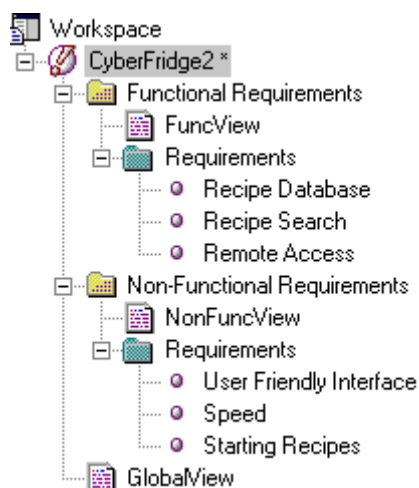 Workspace
CyberFridge2 *
Functional Requirements
FuncView
Requirements
Recipe Database
Recipe Search
Remote Access
Non-Functional Requirements
NonFuncView
Requirements
User Friendly Interface
Speed
Starting Recipes
GlobalView